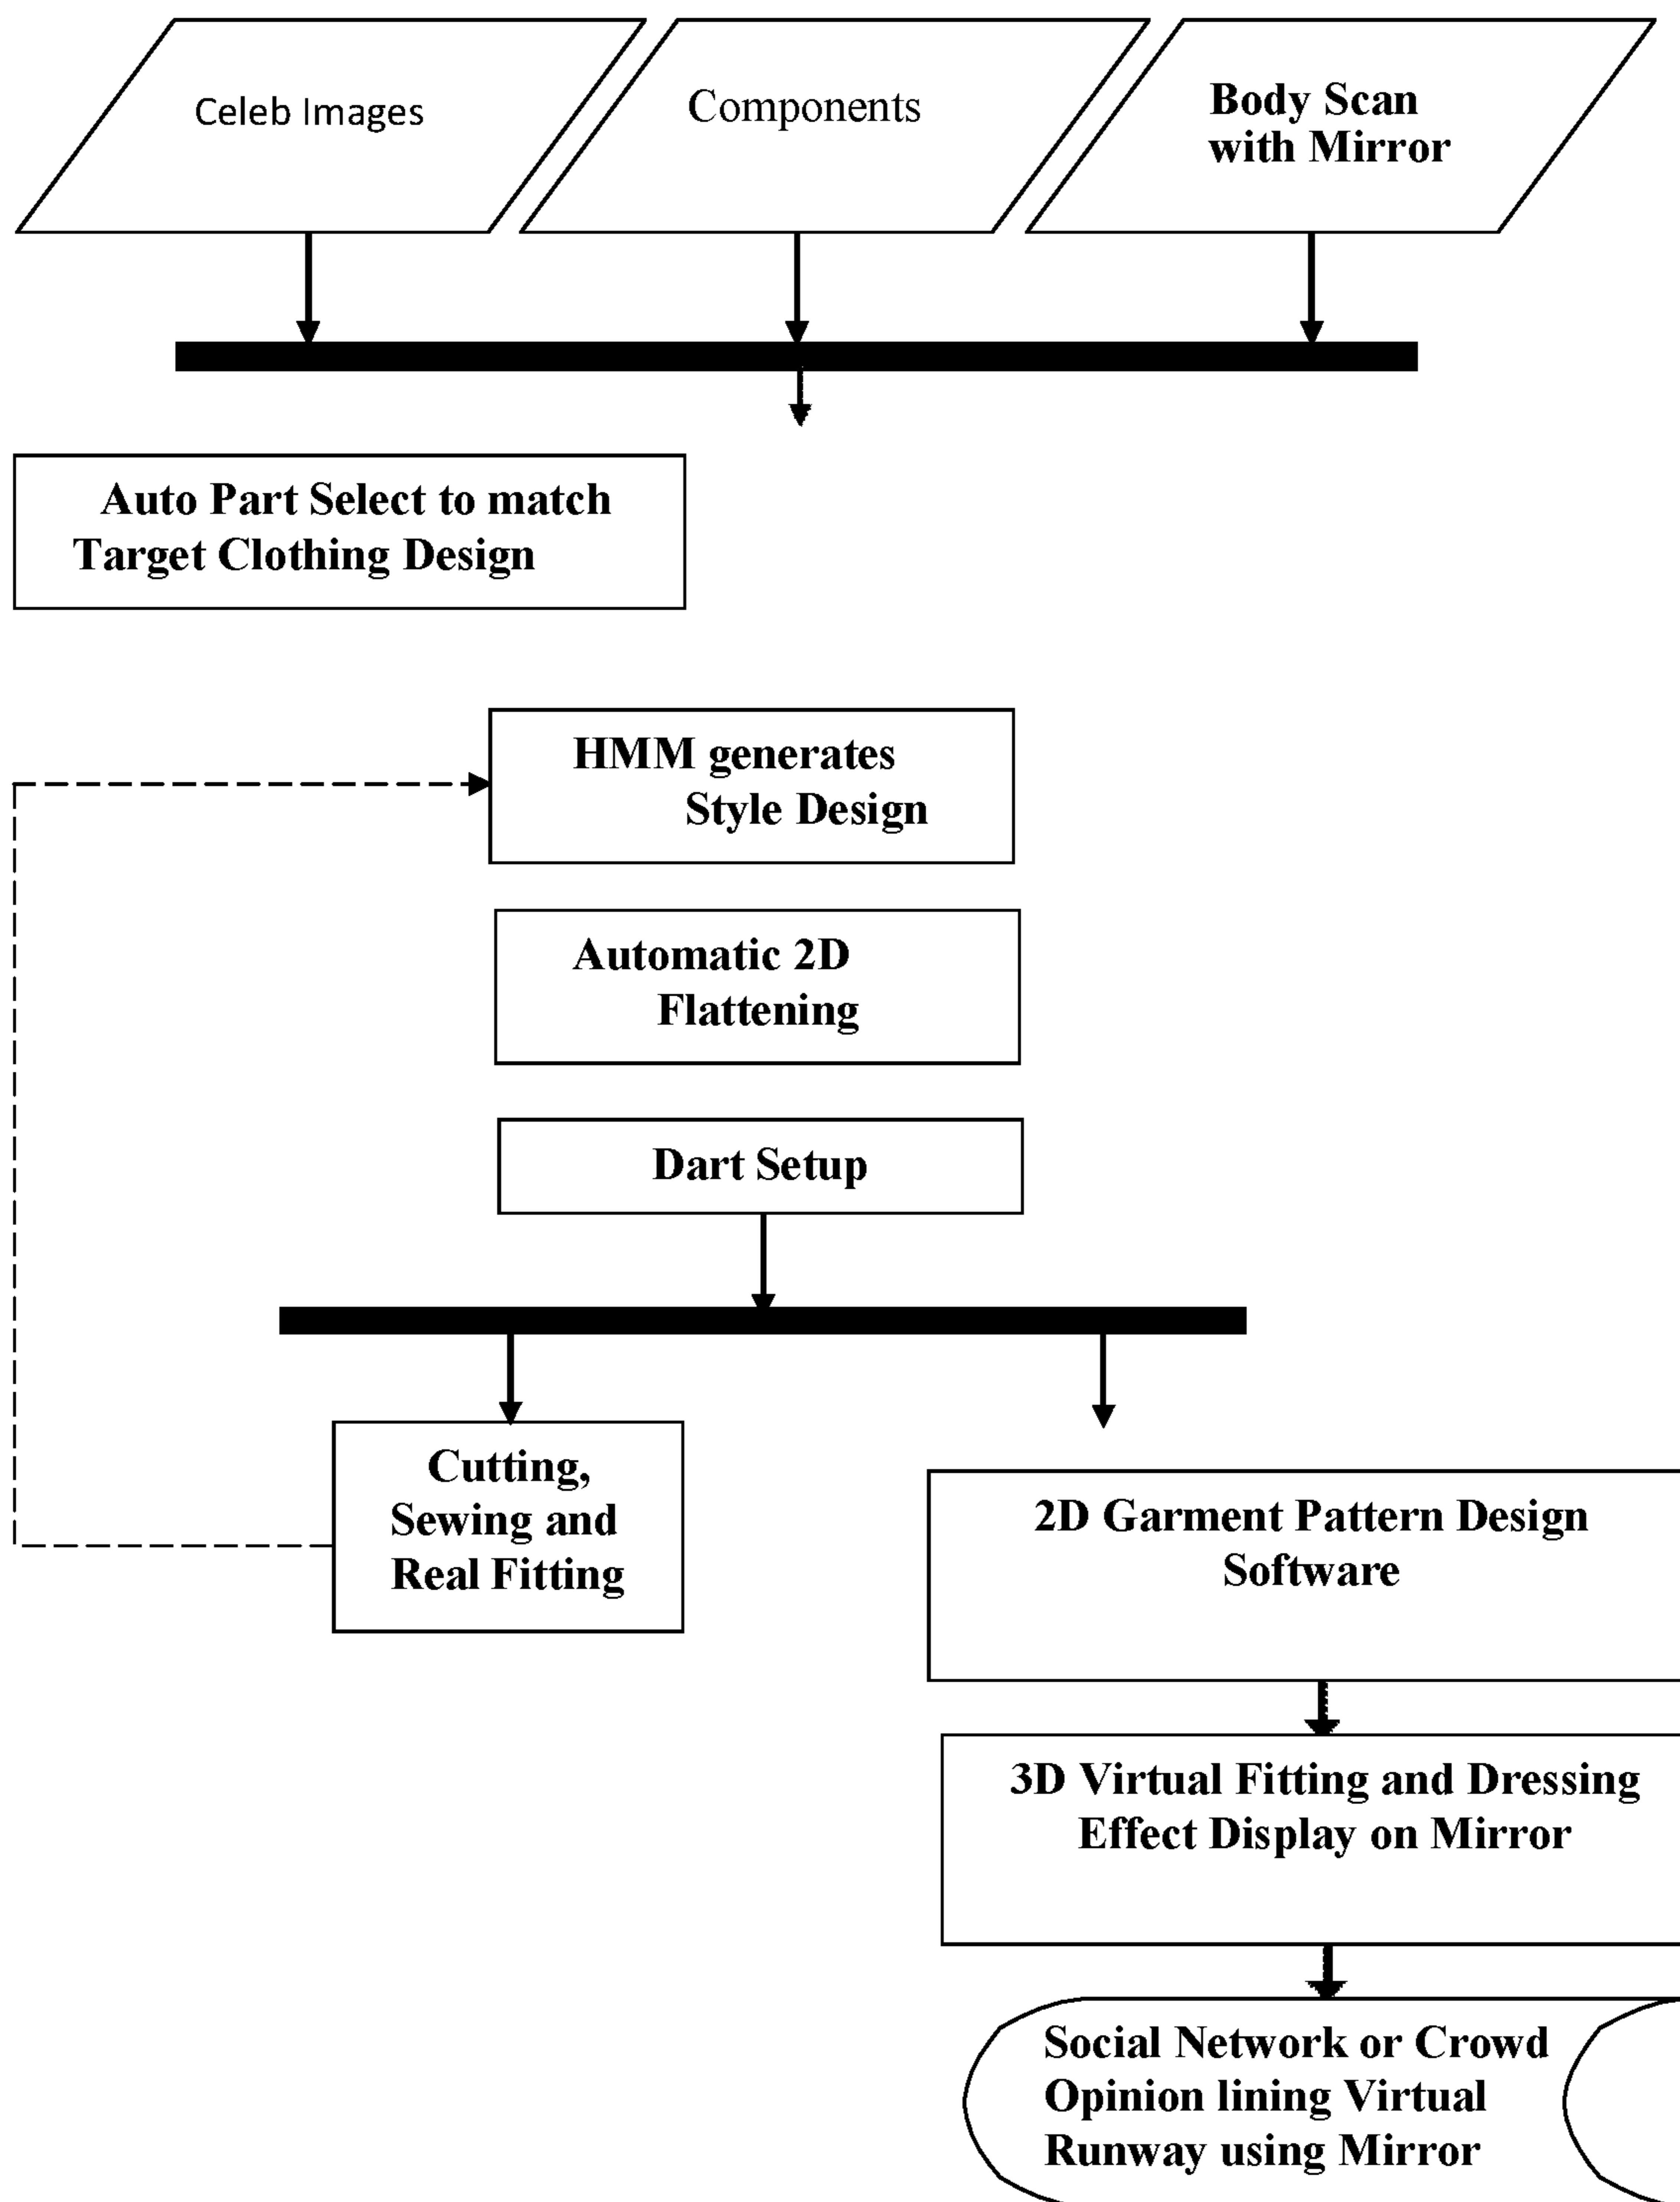 Celeb Images
Components
Body Scan
with Mirror
Auto Part Select to match
Target Clothing Design
HMM generates
Style Design
Automatic 2D
Flattening
Dart Setup
Cutting,
Sewing and
Real Fitting
2D Garment Pattern Design
Software
3D Virtual Fitting and Dressing
Effect Display on Mirror
Social Network or Crowd
Opinion lining Virtual
Runway using Mirror